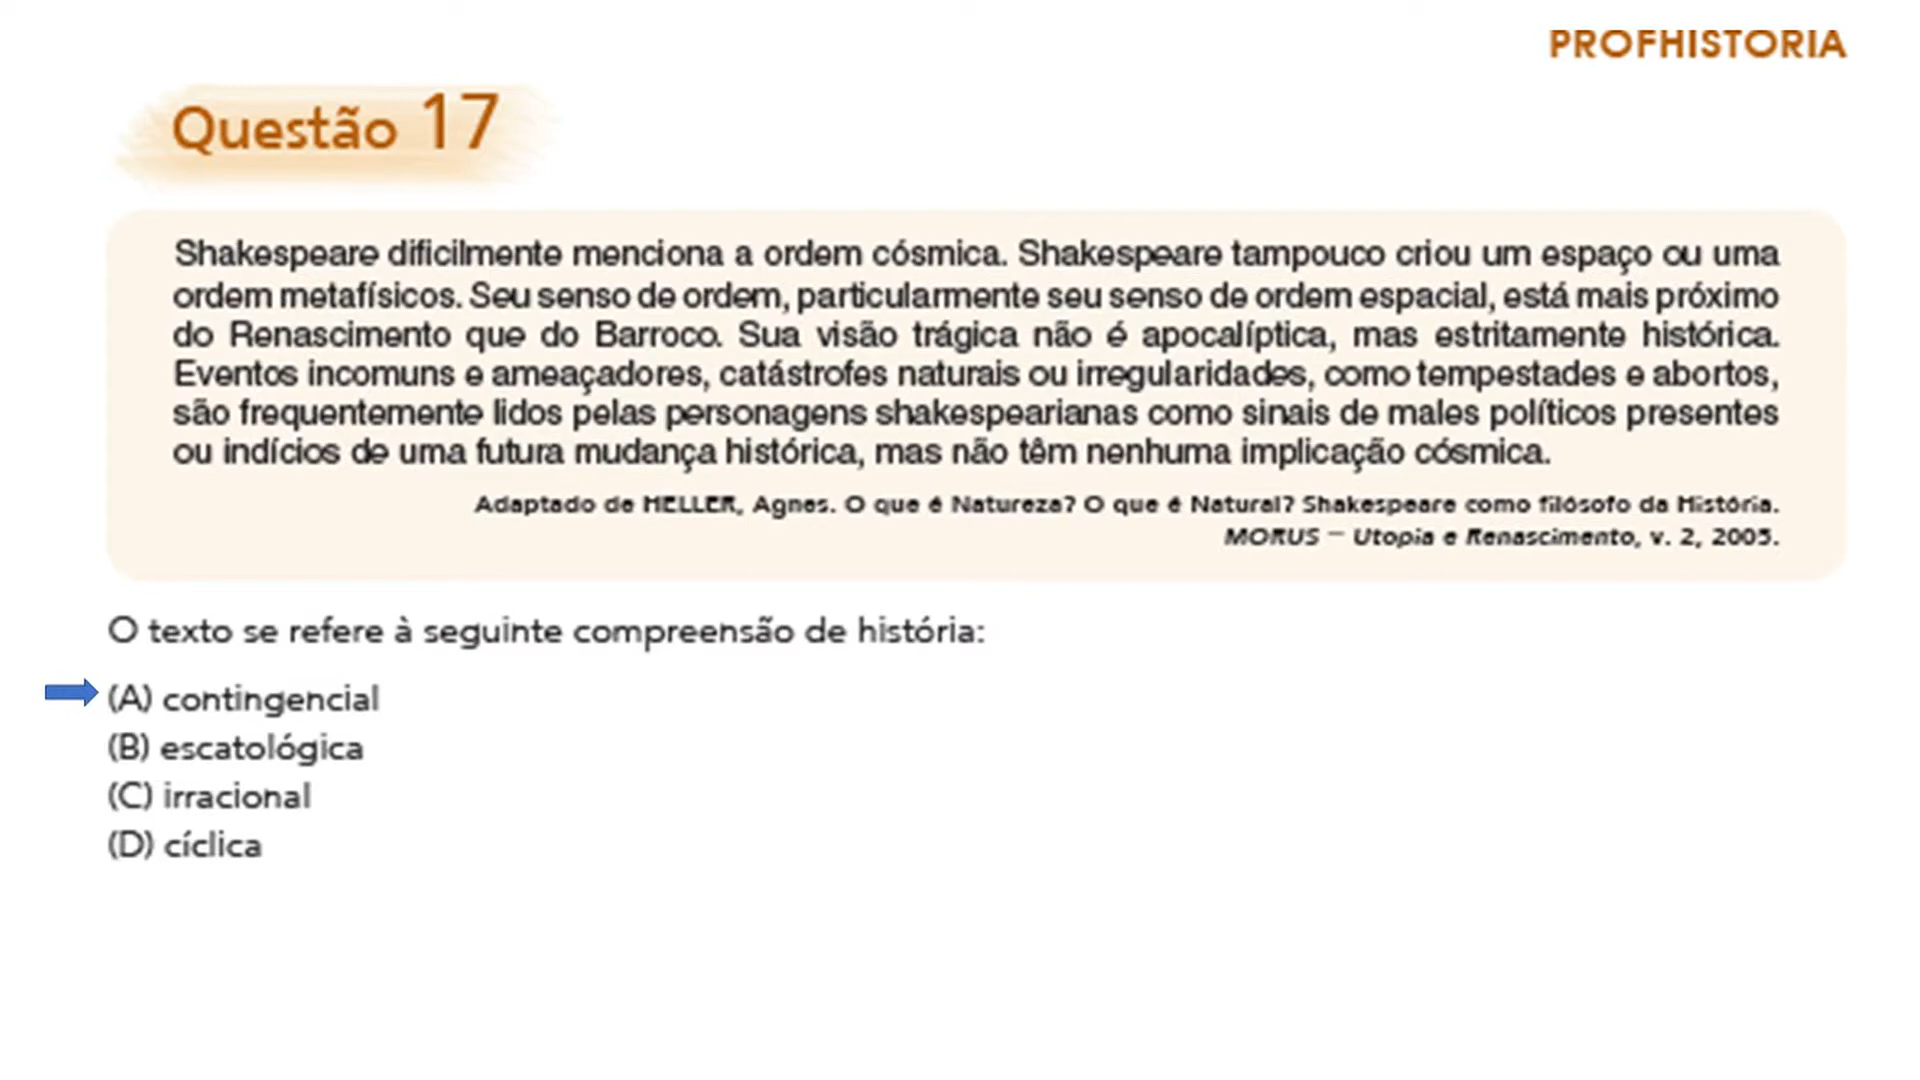 PROFHISTORIA
Questão 17
Shakespeare dificilmente menciona a ordem cósmica. Shakespeare tampouco criou um espaço ou uma
ordem metafísicos. Seu senso de ordem, particularmente seu senso de ordem espacial, está mais próximo
do Renascimento que do Barroco. Sua visão trágica não é apocalíptica, mas estritamente histórica.
Eventos incomuns e ameaçadores, catástrofes naturais ou irregularidades, como tempestades e abortos,
são frequentemente lidos pelas personagens shakespearianas como sinais de males políticos presentes
ou indícios de uma futura mudança histórica, mas não têm nenhuma implicação cósmica.
Adaptado de HELLER, Agnes. O que é Natureza? O que é Natural? Shakespeare como filósofo da História.
MORUS – Utopia e Renascimento, v. 2, 2005.
O texto se refere à seguinte compreensão de história:
(A) contingencial
(B) escatológica
(C) irracional
(D) cíclica